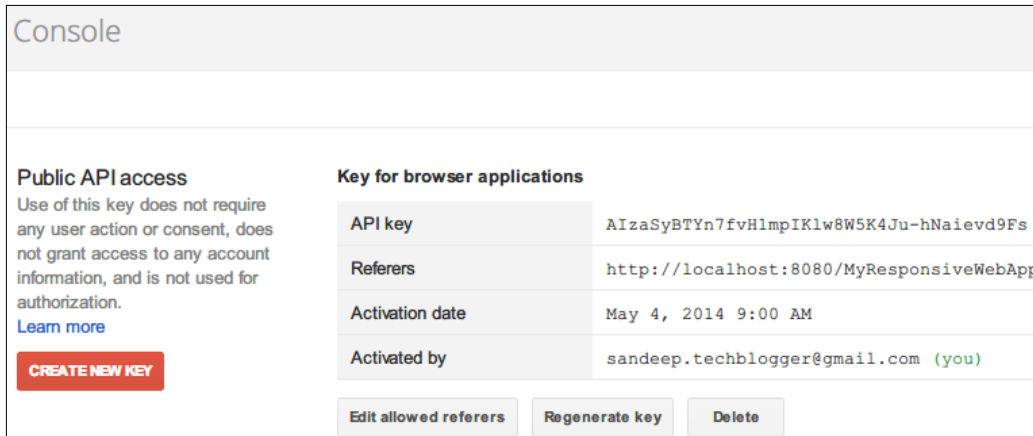 Console
Public API access
Use of this key does not require
any user action or consent, does
not grant access to any account
information, and is not used for
authorization.
Learn more
CREATE NEW KEY
Key for browser applications
API key AIzaSyBTYn7fvH1mpIKlw8W5K4Ju-hNaievd9Fs
Referers http://localhost:8080/MyResponsiveWebApp
Activation date May 4, 2014 9:00 AM
Activated by sandeep.techblogger@gmail.com (you)
Edit allowed referers Regenerate key Delete